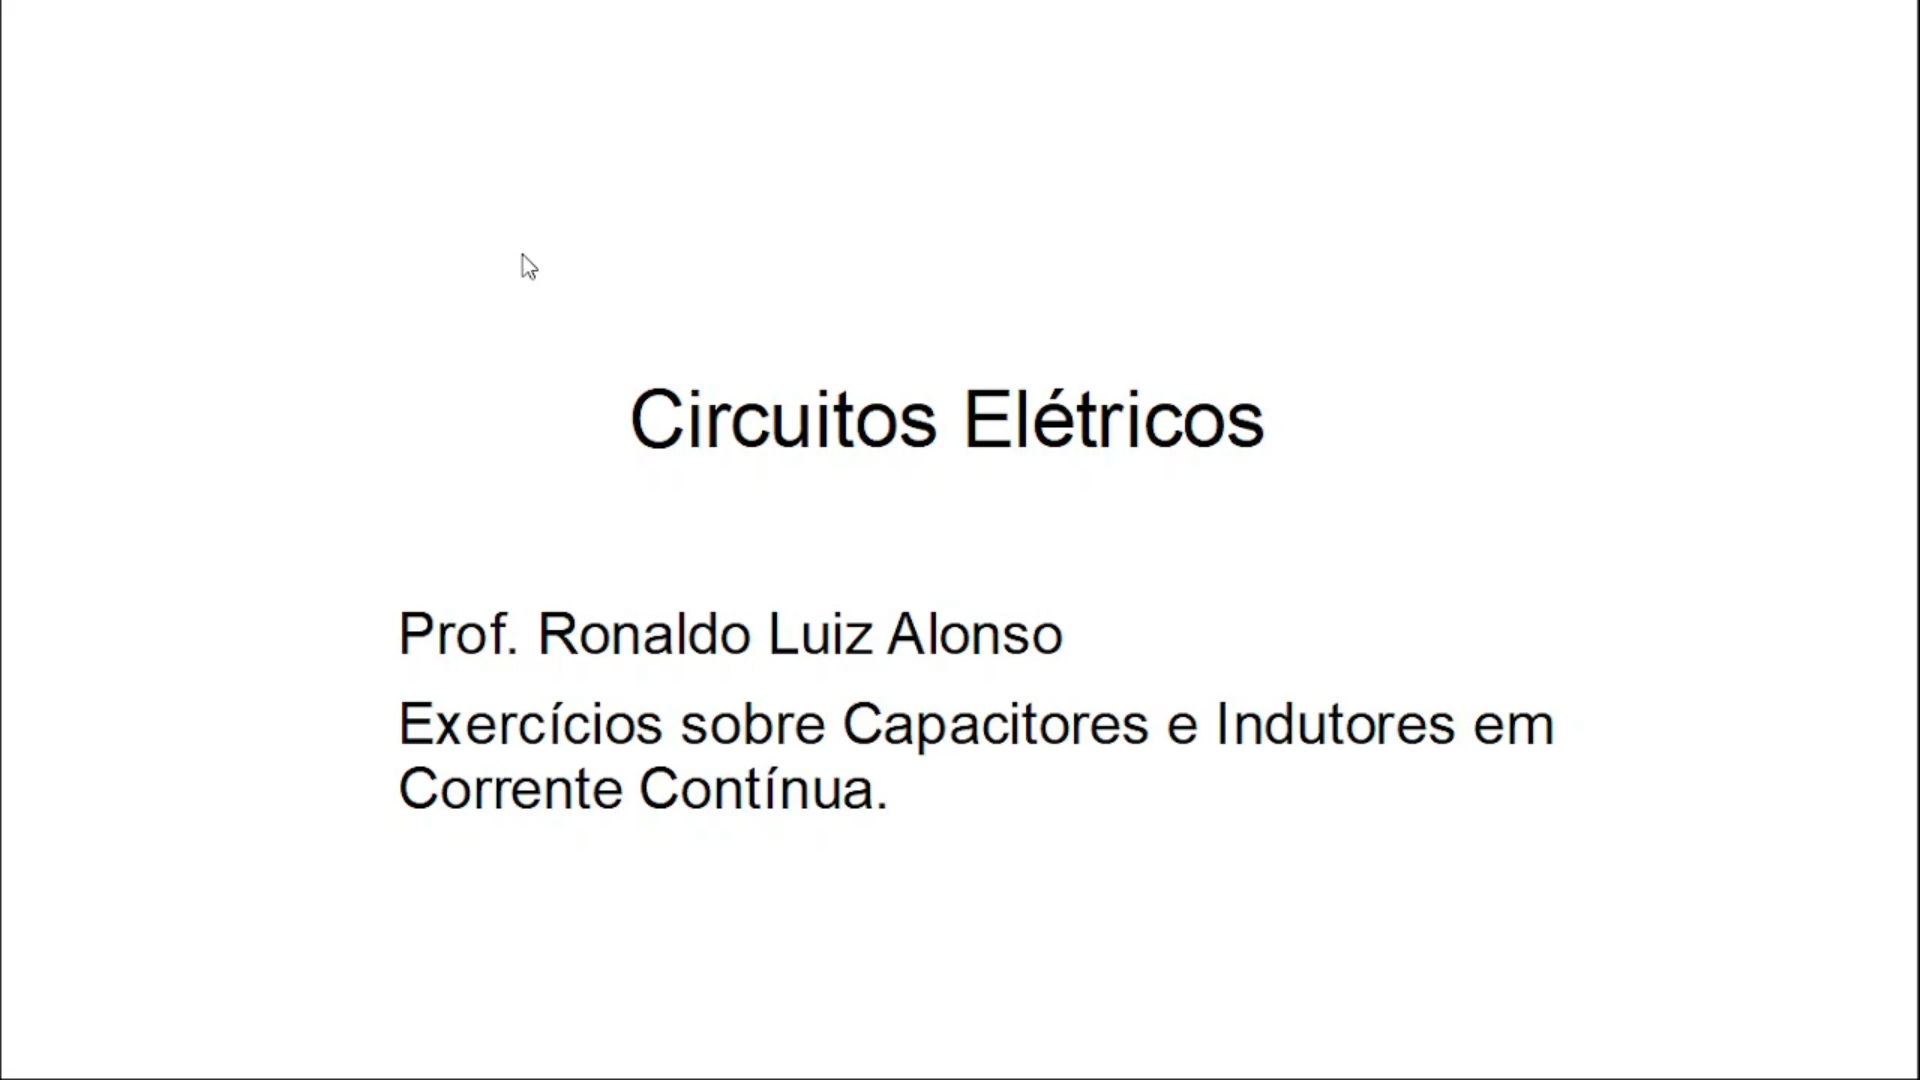 Circuitos Elétricos
Prof. Ronaldo Luiz Alonso
Exercícios sobre Capacitores e Indutores em
Corrente Contínua.